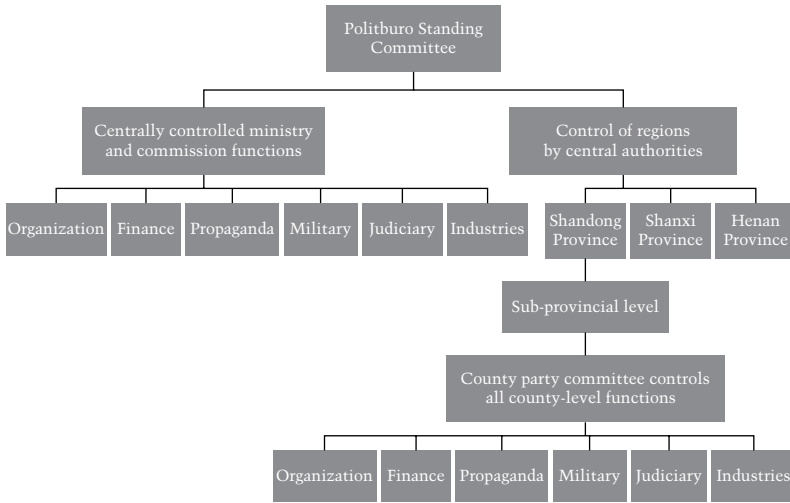 Politburo Standing
Committee
Centrally controlled ministry
and commission functions
Control of regions
by central authorities
Organization
Finance
Propaganda
Military
Judiciary
Industries
Shandong
Province
Shanxi
Province
Henan
Province
Sub-provincial level
County party committee controls
all county-level functions
Organization
Finance
Propaganda
Military
Judiciary
Industries